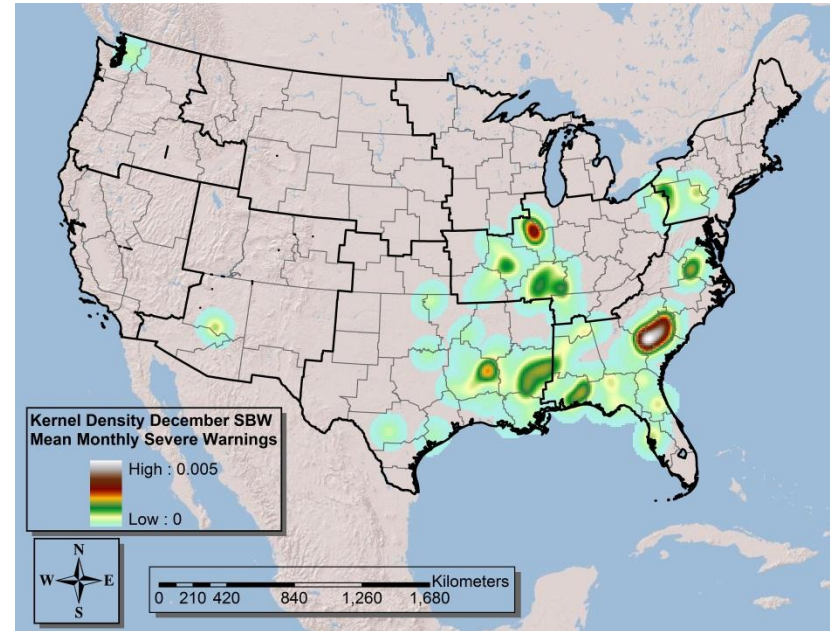 Kernel Density December SBW
Mean Monthly Severe Warnings
High : 0.005
Low : 0
N
W E
S
Kilometers
0 210 420 840 1,260 1,680